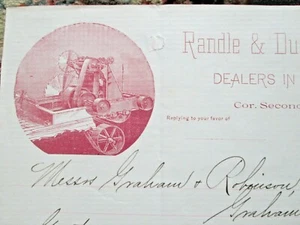 Randle & Du
DEALERS IN
Cor. Second
Replying to your favor of
Messrs Graham & Robinson
Graham